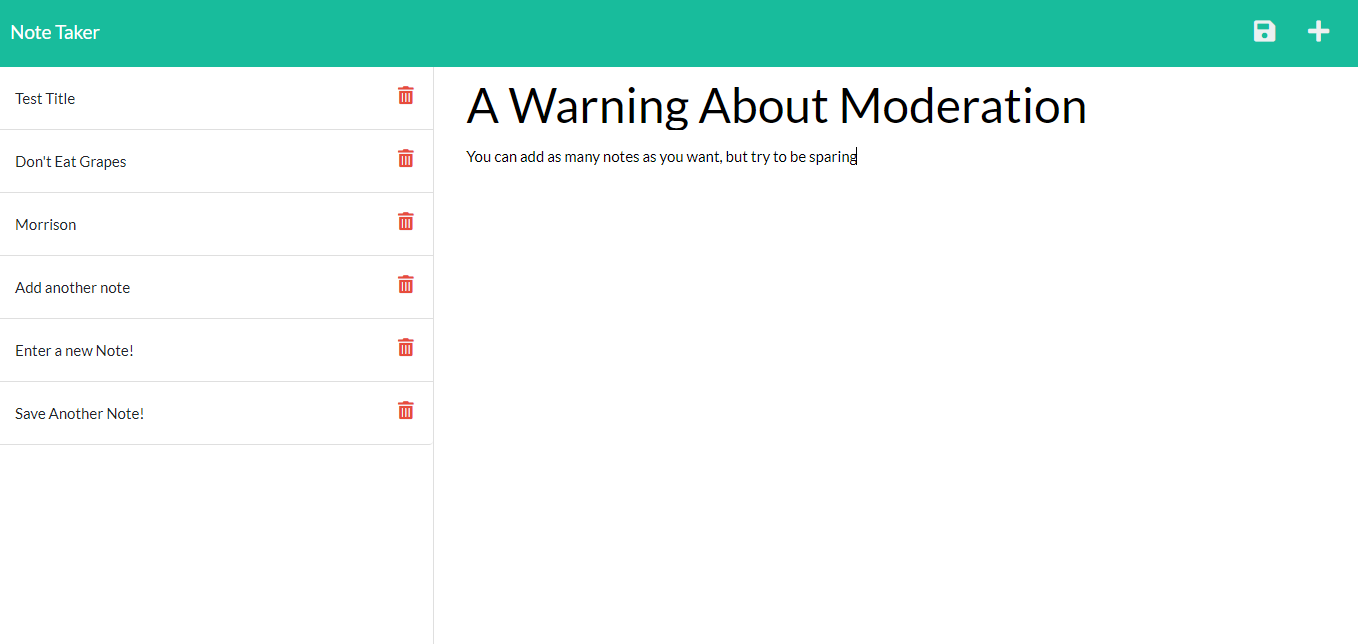 Note Taker
Test Title
Don't Eat Grapes
Morrison
Add another note
Enter a new Note!
Save Another Note!
A Warning About Moderation
You can add as many notes as you want, but try to be sparing